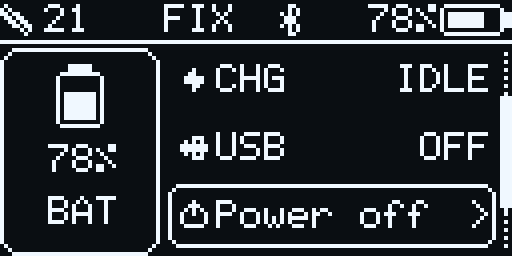 21 FIX 78%
78%
BAT
CHG IDLE
USB OFF
Power off >